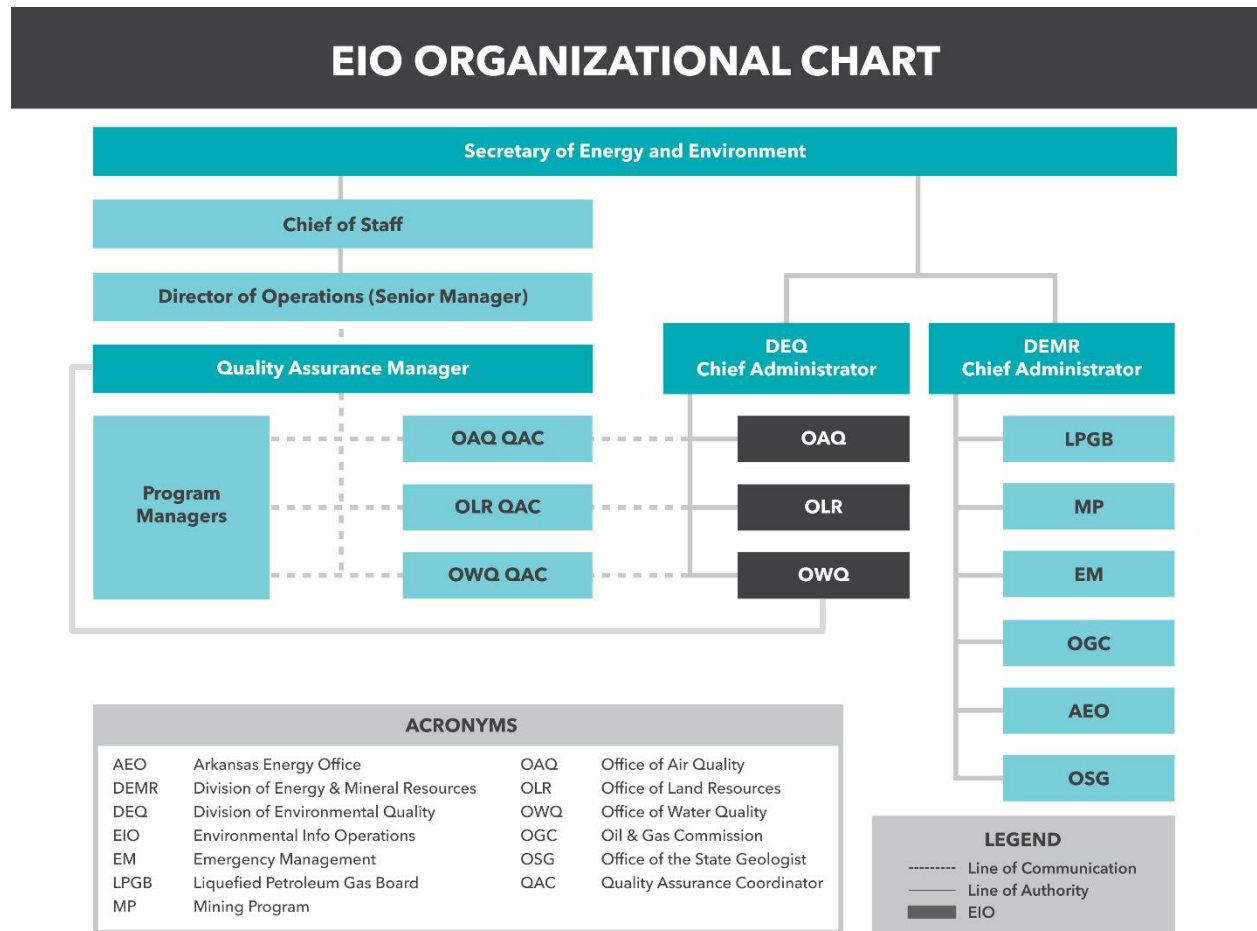 EIO ORGANIZATIONAL CHART
Secretary of Energy and Environment
Chief of Staff
Director of Operations (Senior Manager)
Quality Assurance Manager
DEQ
Chief Administrator
DEMR
Chief Administrator
Program
Managers
OAQ QAC
OLR QAC
OWQ QAC
OAQ
OLR
OWQ
LPGB
MP
EM
OGC
AEO
OSG
ACRONYMS
AEO Arkansas Energy Office
DEMR Division of Energy & Mineral Resources
DEQ Division of Environmental Quality
EIO Environmental Info Operations
EM Emergency Management
LPGB Liquefied Petroleum Gas Board
MP Mining Program
OAQ Office of Air Quality
OLR Office of Land Resources
OWQ Office of Water Quality
OGC Oil & Gas Commission
OSG Office of the State Geologist
QAC Quality Assurance Coordinator
LEGEND
Line of Communication
Line of Authority
EIO